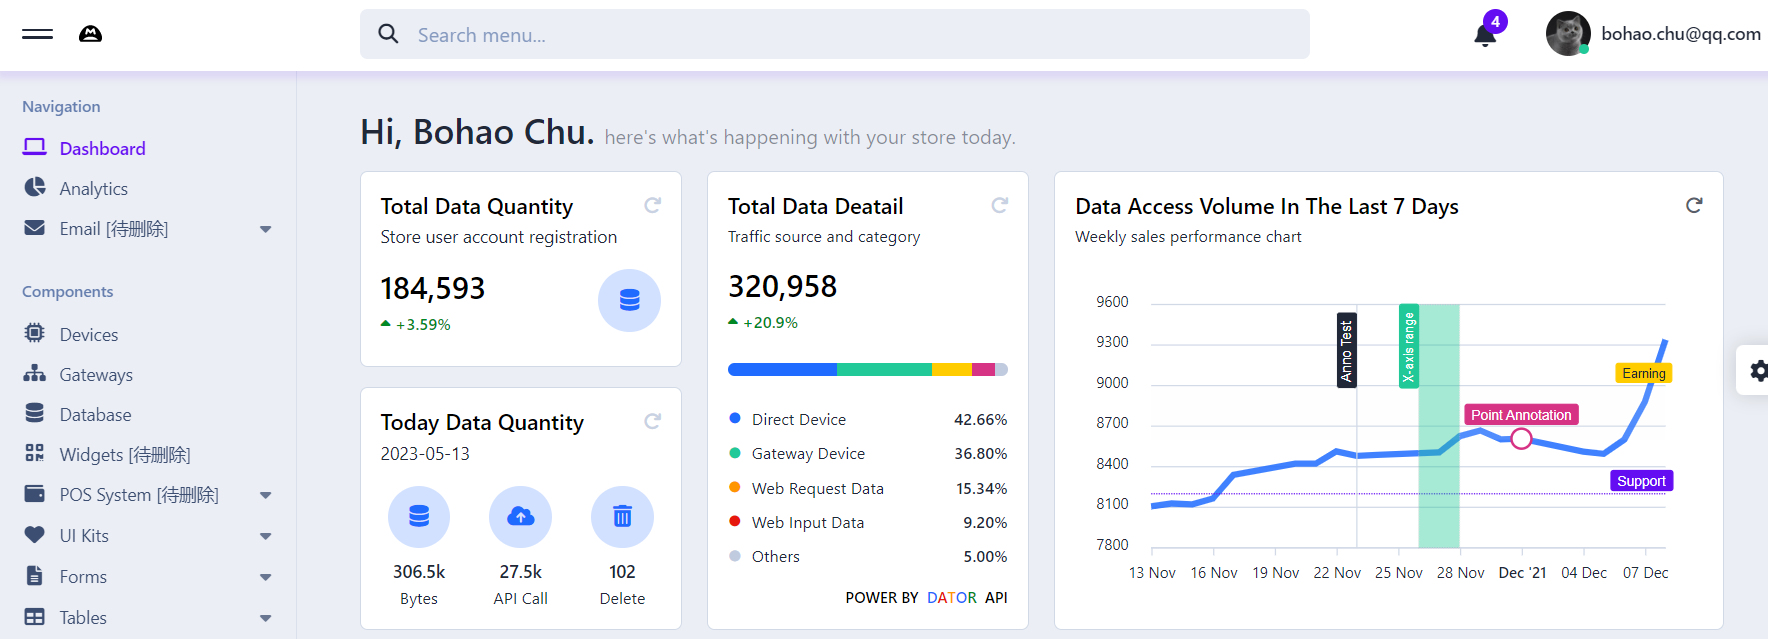 Search menu...
4
bohao.chu@qq.com
Navigation
Dashboard
Analytics
Email [待删除]
Components
Devices
Gateways
Database
Widgets [待删除]
POS System [待删除]
UI Kits
Forms
Tables
Hi, Bohao Chu. here's what's happening with your store today.
Total Data Quantity
Store user account registration
184,593
+3.59%
Today Data Quantity
2023-05-13
306.5k
Bytes
27.5k
API Call
102
Delete
Total Data Deatail
Traffic source and category
320,958
+20.9%
Direct Device 42.66%
Gateway Device 36.80%
Web Request Data 15.34%
Web Input Data 9.20%
Others 5.00%
POWER BY DATOR API
Data Access Volume In The Last 7 Days
Weekly sales performance chart
9600
9300
9000
8700
8400
8100
7800
Anno Test
X-axis range
Earning
Point Annotation
Support
13 Nov 16 Nov 19 Nov 22 Nov 25 Nov 28 Nov Dec '21 04 Dec 07 Dec